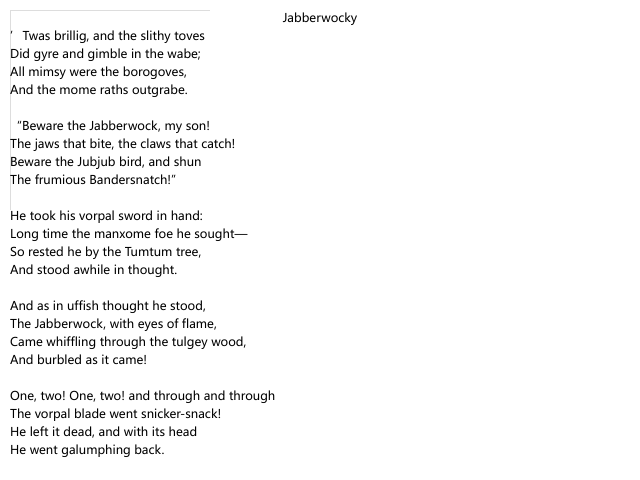 Jabberwocky
’ Twas brillig, and the slithy toves
Did gyre and gimble in the wabe;
All mimsy were the borogoves,
And the mome raths outgrabe.
“Beware the Jabberwock, my son!
The jaws that bite, the claws that catch!
Beware the Jubjub bird, and shun
The frumious Bandersnatch!”
He took his vorpal sword in hand:
Long time the manxome foe he sought—
So rested he by the Tumtum tree,
And stood awhile in thought.
And as in uffish thought he stood,
The Jabberwock, with eyes of flame,
Came whiffling through the tulgey wood,
And burbled as it came!
One, two! One, two! and through and through
The vorpal blade went snicker-snack!
He left it dead, and with its head
He went galumphing back.